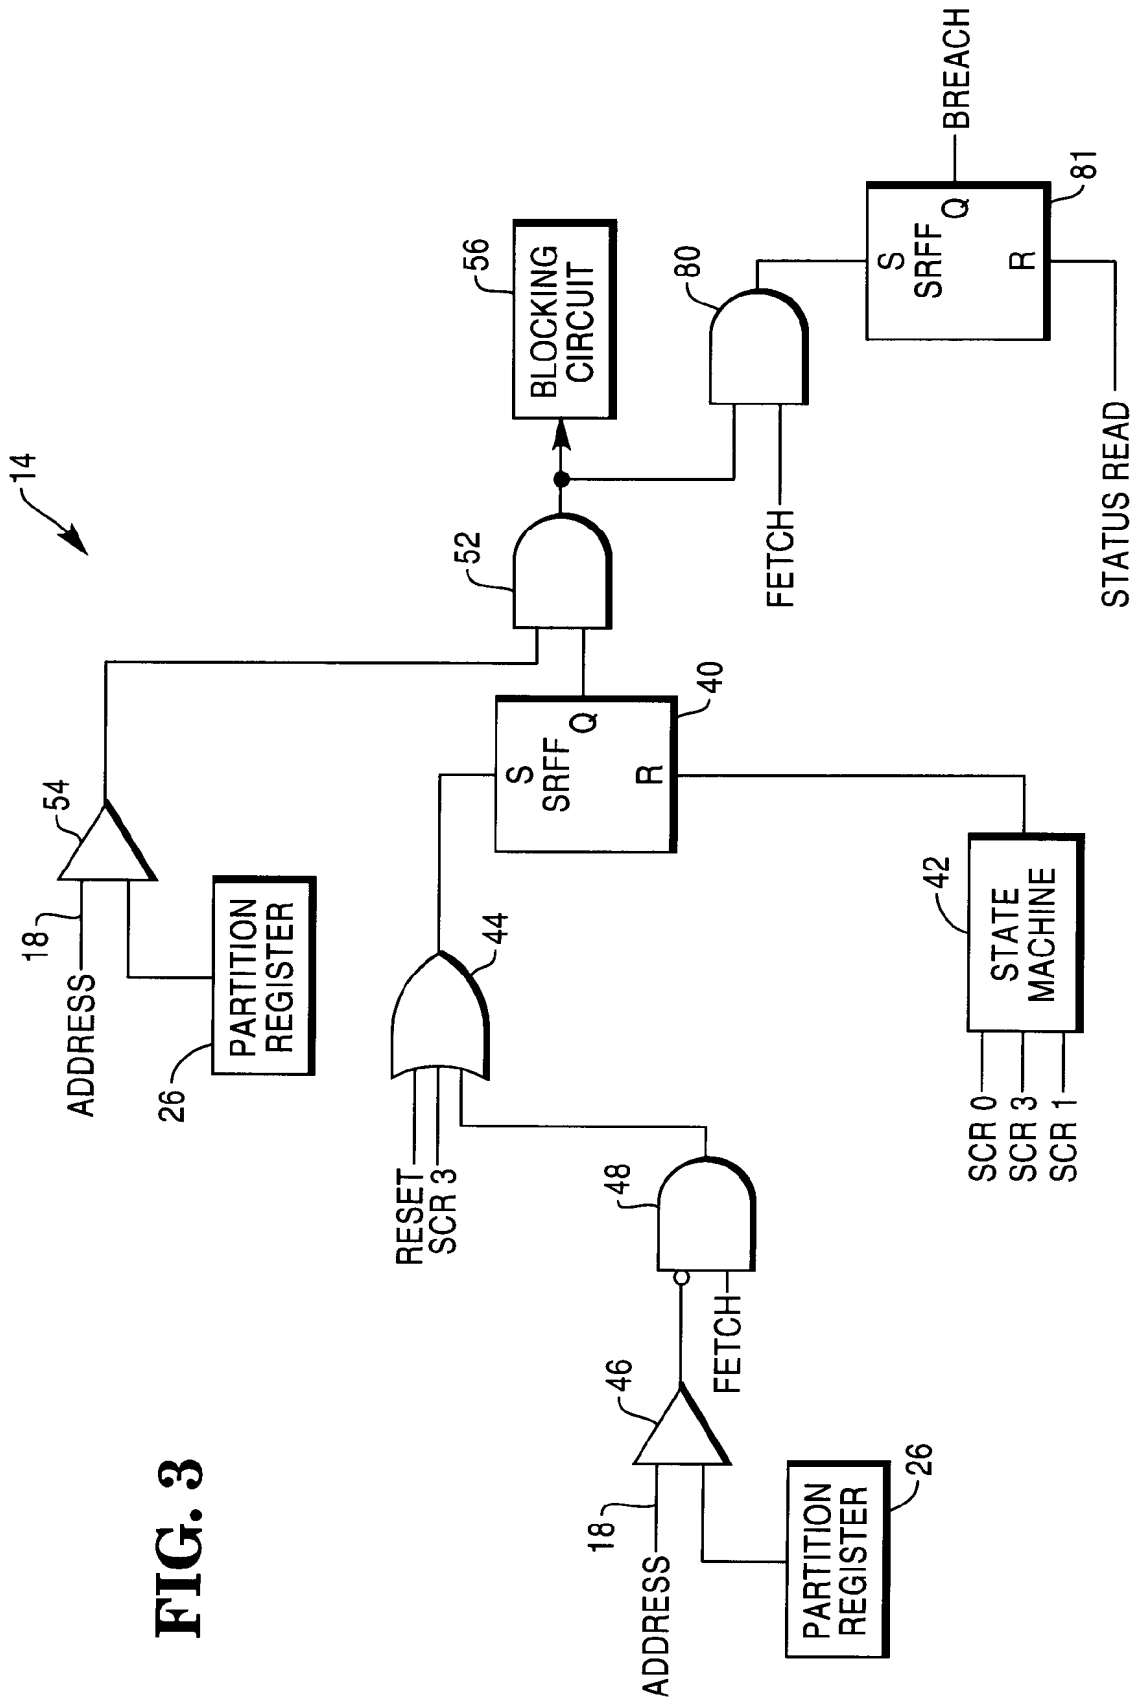 FIG. 3
14
18
ADDRESS
54
26
PARTITION
REGISTER
52
56
BLOCKING
CIRCUIT
RESET
SCR 3
44
S
SRFF
Q
R
40
FETCH
80
S
SRFF
Q
R
81
BREACH
STATUS READ
18
ADDRESS
46
48
FETCH
PARTITION
REGISTER
26
SCR 0
SCR 3
SCR 1
42
STATE
MACHINE